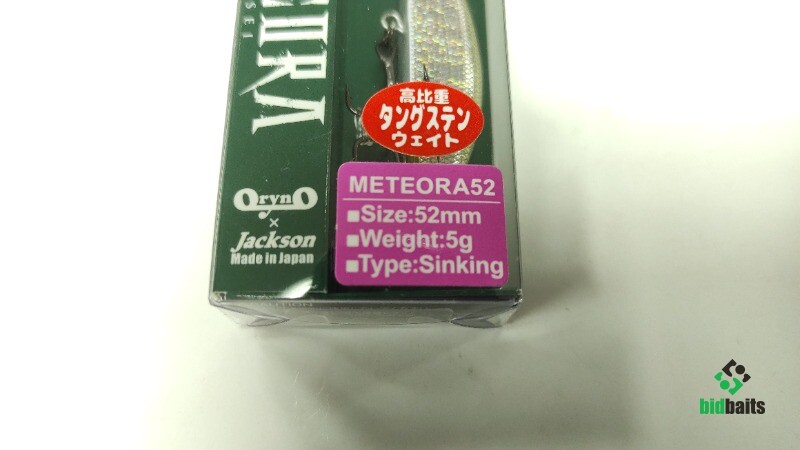 高比重
タングステン
ウェイト
METEORA52
■Size:52mm
■Weight:5g
■Type:Sinking
OrynO
×
Jackson
Made in Japan
bidbaits